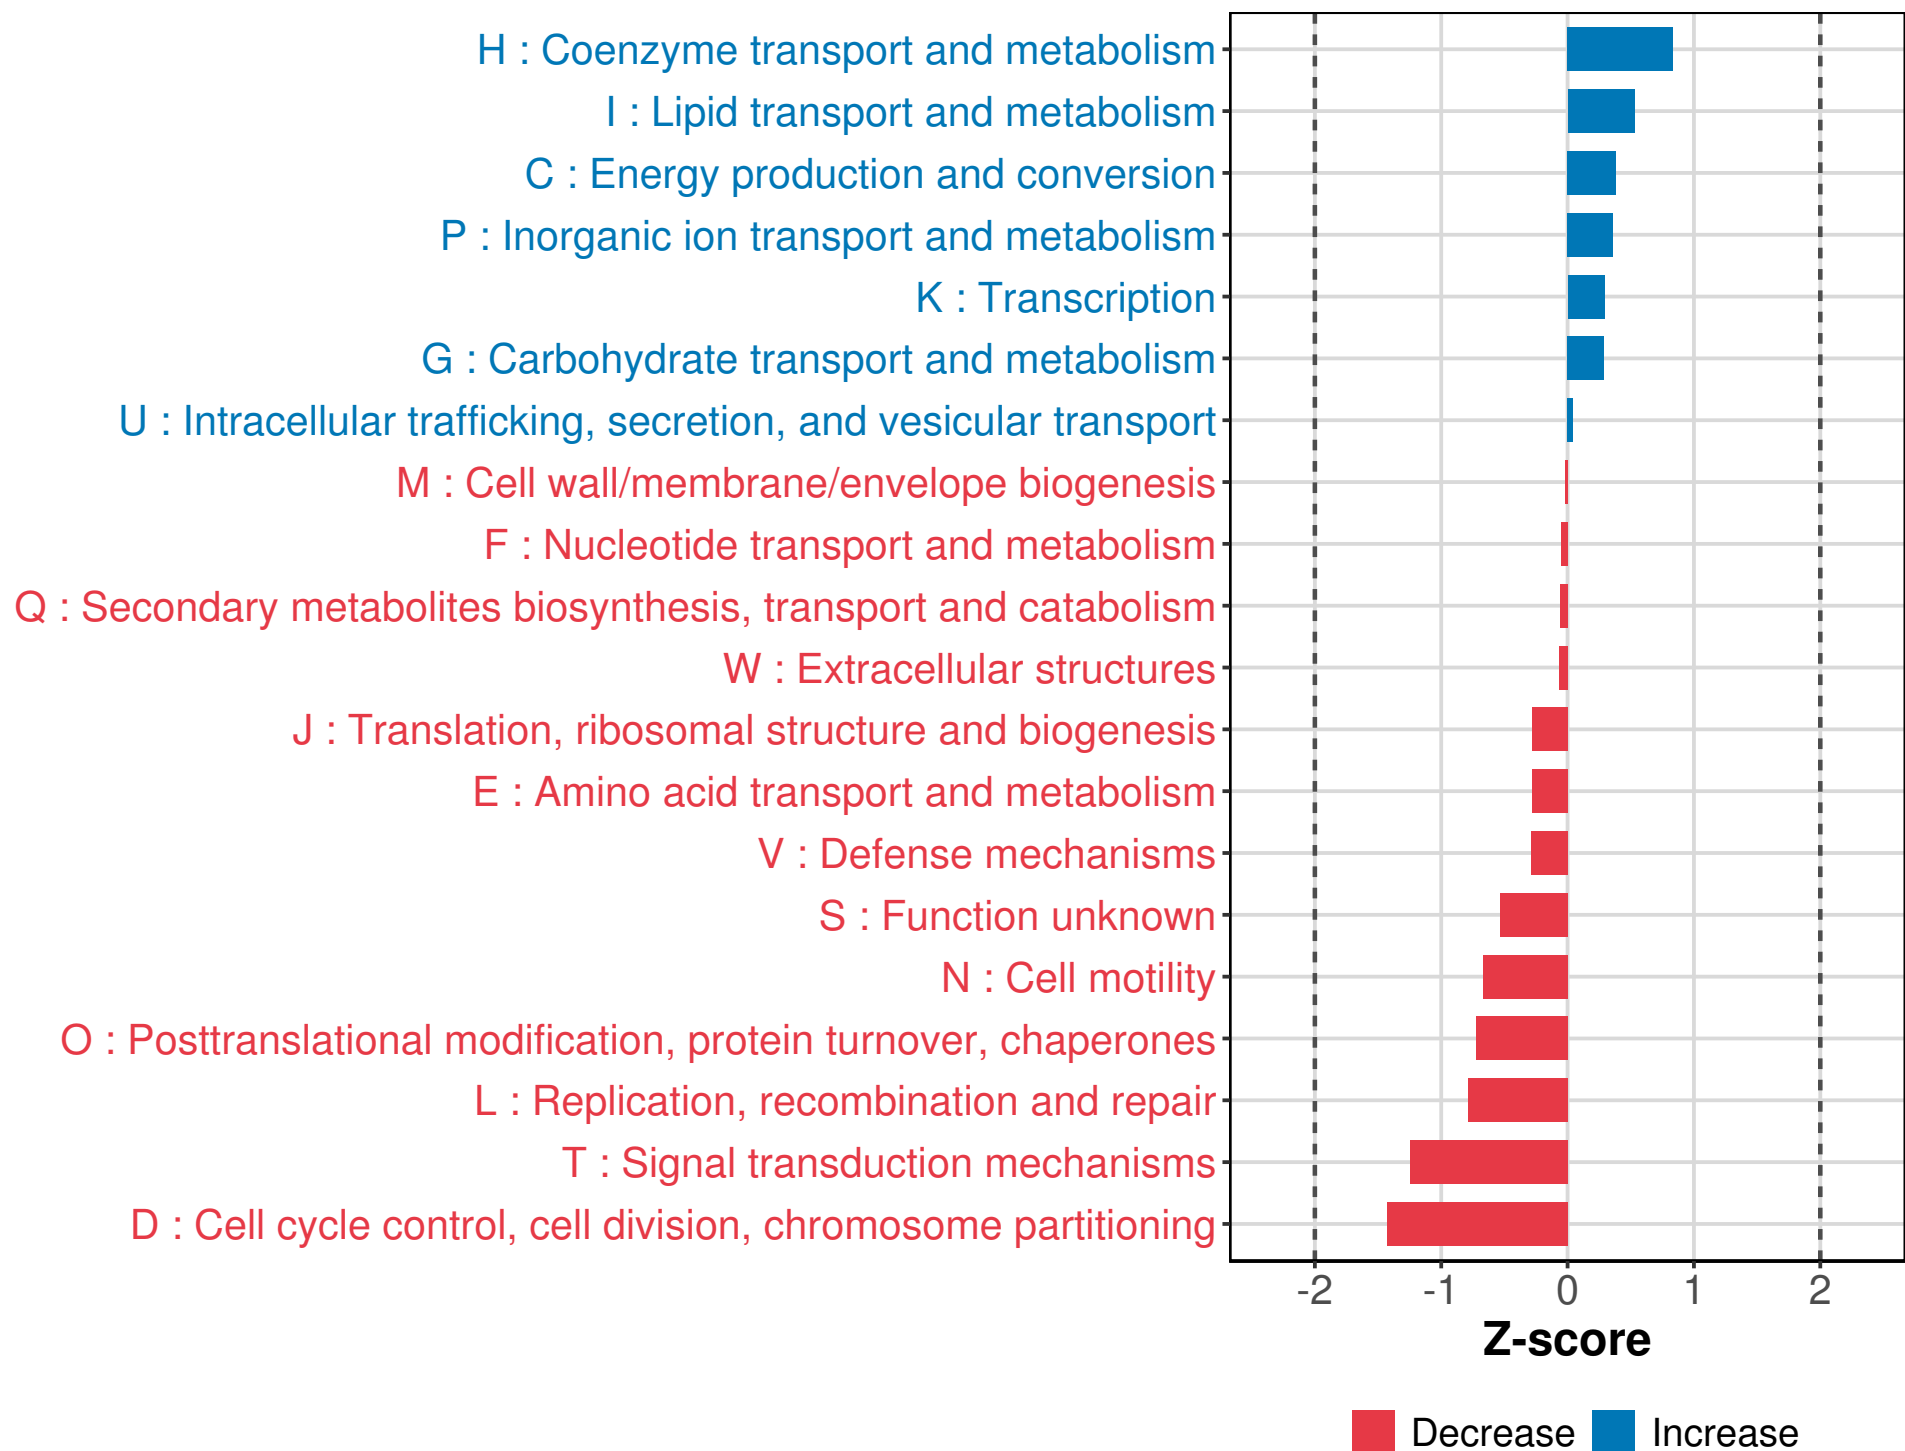 H : Coenzyme transport and metabolism
I : Lipid transport and metabolism
C : Energy production and conversion
P : Inorganic ion transport and metabolism
K : Transcription
G : Carbohydrate transport and metabolism
U : Intracellular trafficking, secretion, and vesicular transport
M : Cell wall/membrane/envelope biogenesis
F : Nucleotide transport and metabolism
Q : Secondary metabolites biosynthesis, transport and catabolism
W : Extracellular structures
J : Translation, ribosomal structure and biogenesis
E : Amino acid transport and metabolism
V : Defense mechanisms
S : Function unknown
N : Cell motility
O : Posttranslational modification, protein turnover, chaperones
L : Replication, recombination and repair
T : Signal transduction mechanisms
D : Cell cycle control, cell division, chromosome partitioning
-2 -1 0 1 2
Z-score
Decrease Increase